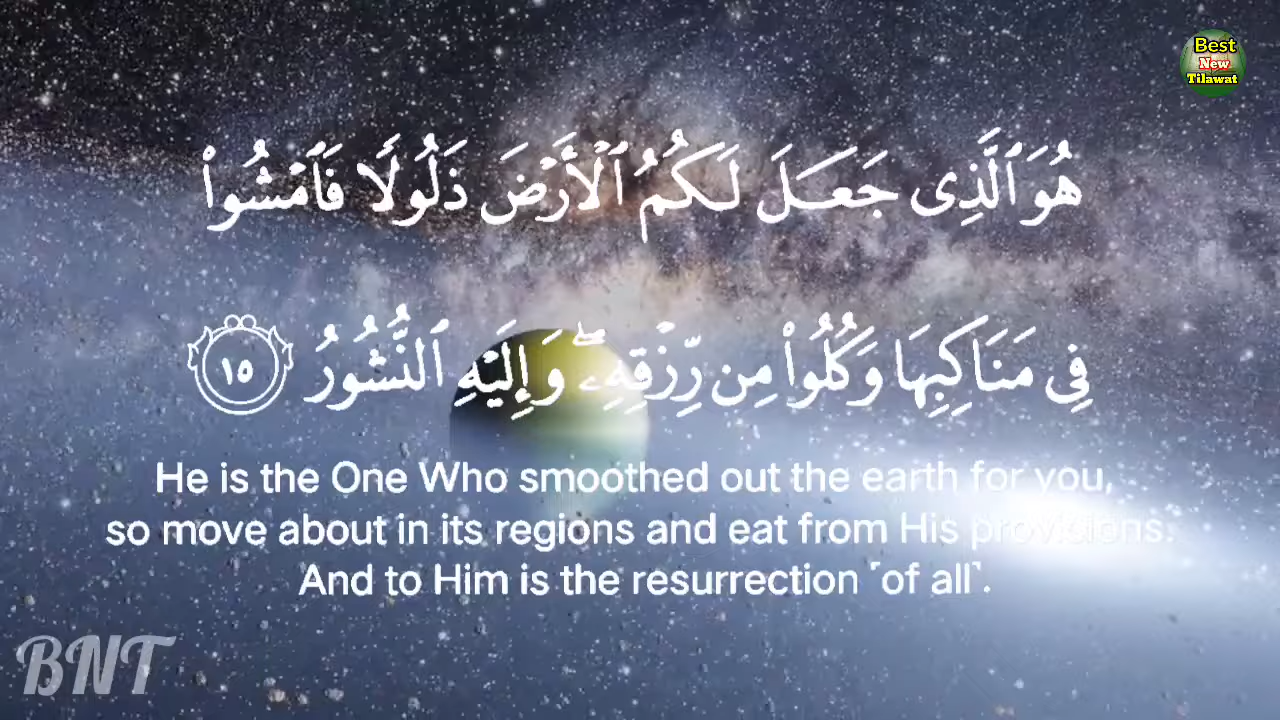 Best
New
Tilawat
هُوَ ٱلَّذِى جَعَلَ لَكُمُ ٱلْأَرْضَ ذَلُولًا فَٱمْشُوا۟
فِى مَنَاكِبِهَا وَكُلُوا۟ مِن رِّزْقِهِۦ ۖ وَإِلَيْهِ ٱلنُّشُورُ ١٥
He is the One Who smoothed out the earth for you,
so move about in its regions and eat from His provisions.
And to Him is the resurrection ˹of all˺.
BNT